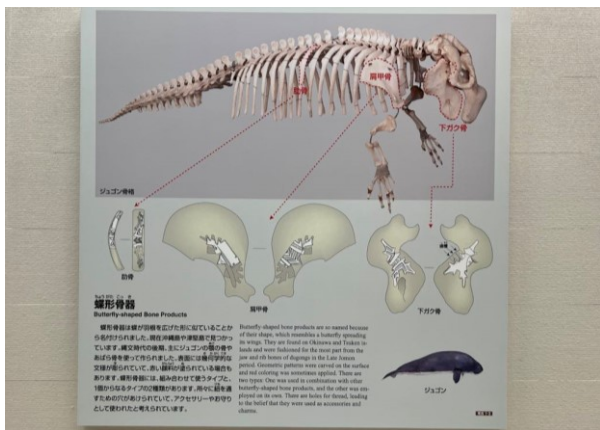 肋骨
肩甲骨
下ガク骨
ジュゴン骨格
肋骨
肩甲骨
下ガク骨
蝶形骨器
Butterfly-shaped Bone Products
蝶形骨器は蝶が羽根を広げた形に似ていることか
ら名付けられました。現在沖縄島や津堅島で見つかっ
ています。縄文時代の後期、主にジュゴンの顎の骨や
あばら骨を使って作られました。表面には幾何学的な
文様が彫られていて、赤い顔料が塗られている場合も
あります。蝶形骨器には、組み合わせて使うタイプと、
1個からなるタイプの2種類があります。所々に紐を通
すための穴があけられていて、アクセサリーやお守り
として使われたと考えられています。
Butterfly-shaped bone products are so named because
of their shape, which resembles a butterfly spreading
its wings. They are found on Okinawa and Tsuken is-
lands and were fashioned for the most part from the
jaw and rib bones of dugongs in the Late Jomon
period. Geometric patterns were carved on the surface
and red coloring was sometimes applied. There are
two types: One was used in combination with other
butterfly-shaped bone products, and the other was em-
ployed on its own. There are holes for thread, leading
to the belief that they were used as accessories and
charms.
ジュゴン